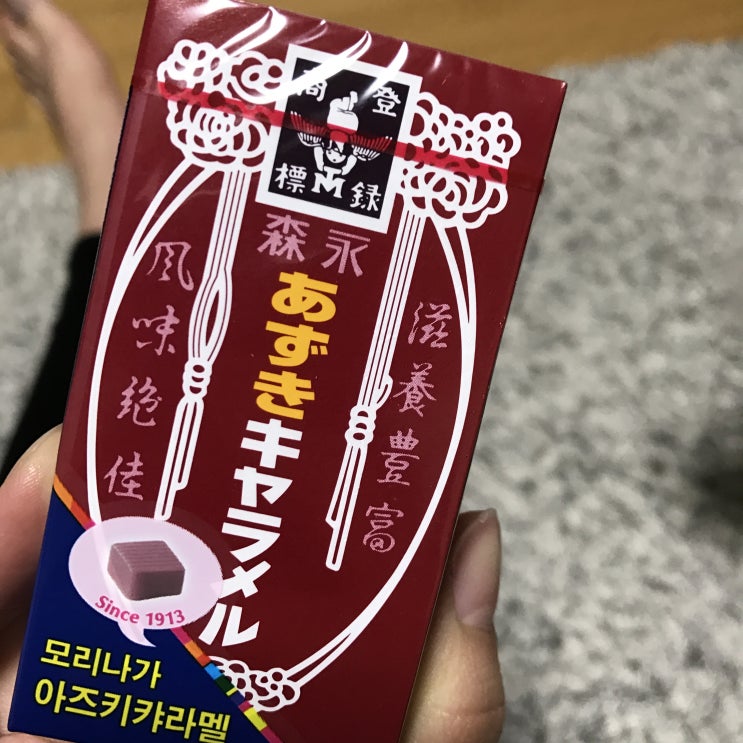 商登
標録
TM
森永
滋養豊富
あずきキャラメル
風味絶佳
Since 1913
모리나가
아즈키캬라멜